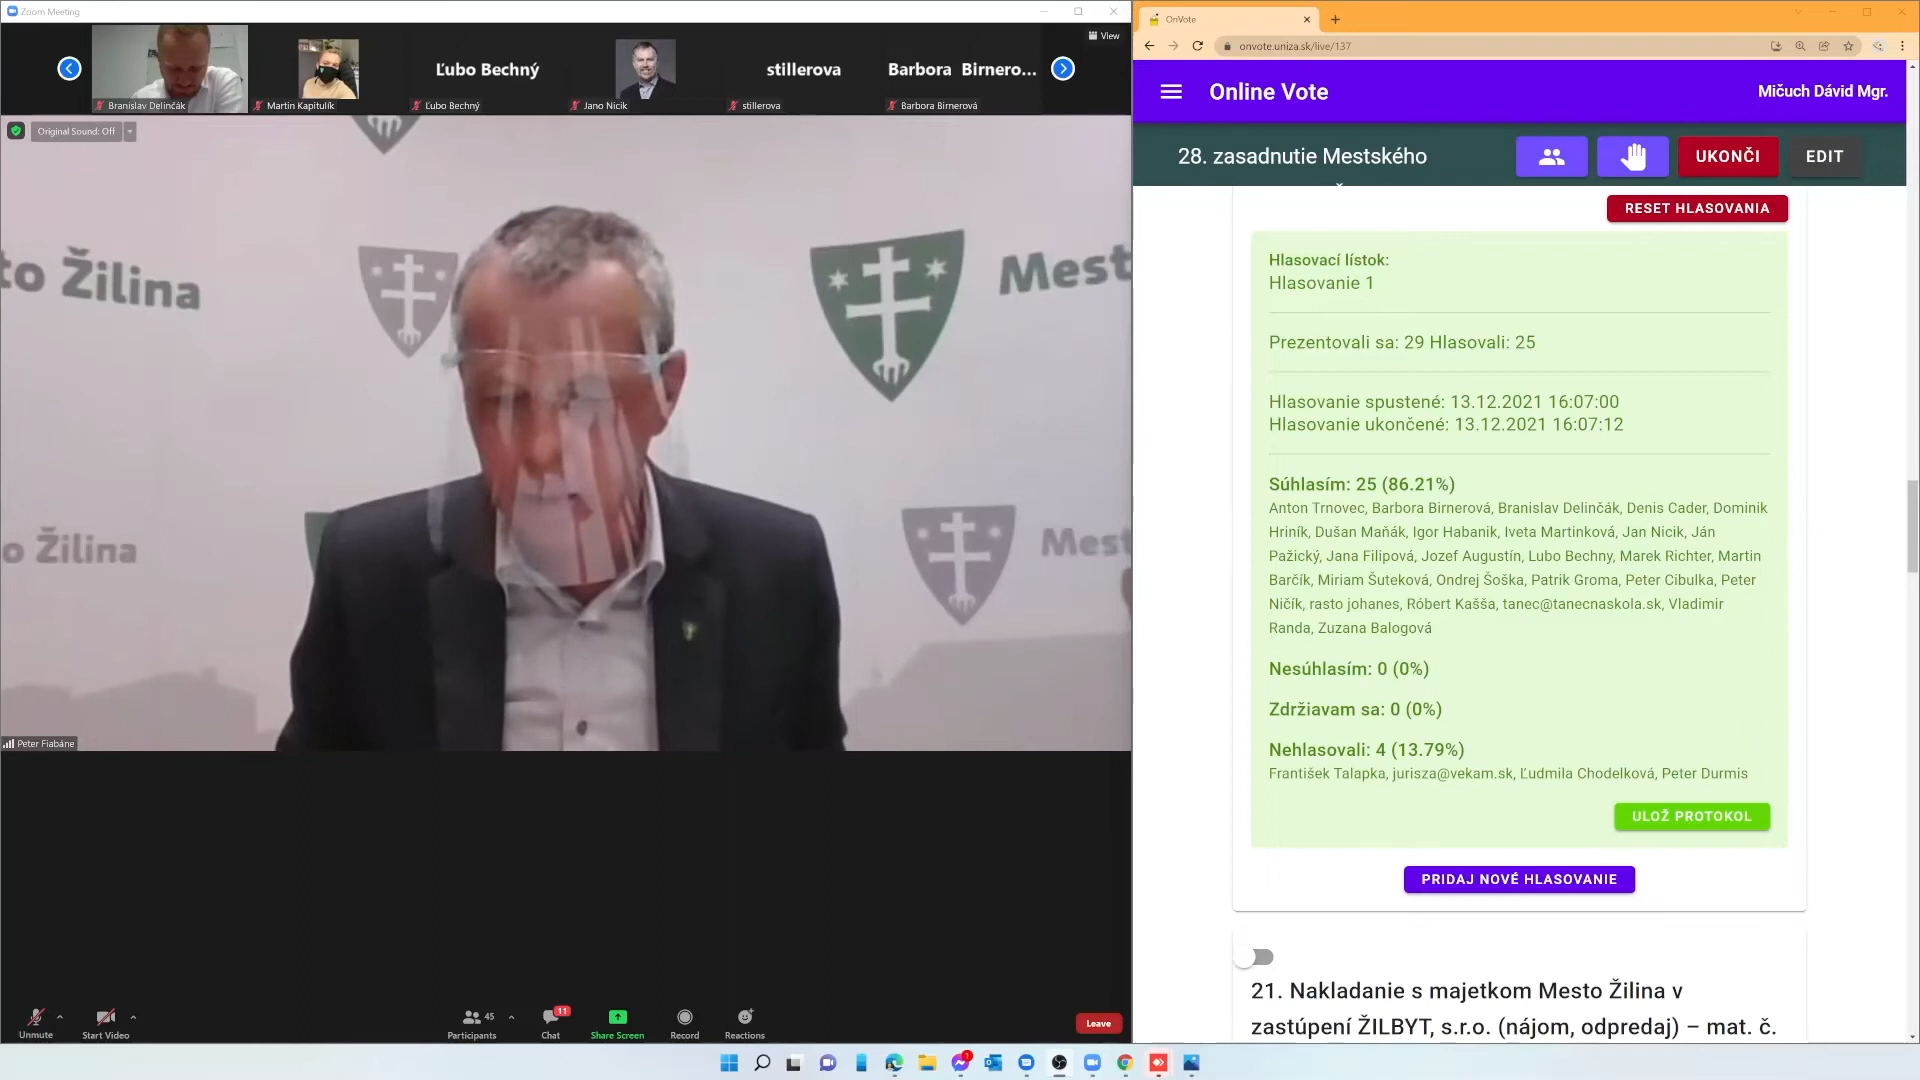 Zoom Meeting
View
Ľubo Bechný
stillerova
Barbora Birnero...
Branislav Delinčák
Martin Kapitulík
Ľubo Bechný
Jano Nicik
stillerova
Barbora Birnerová
Original Sound: Off
to Žilina
Mest
o Žilina
Mest
Peter Fiabáne
Unmute
Start Video
45
Participants
11
Chat
Share Screen
Record
Reactions
Leave
OnVote
onvote.uniza.sk/live/137
Online Vote
Mičuch Dávid Mgr.
28. zasadnutie Mestského
UKONČI
EDIT
RESET HLASOVANIA
Hlasovací lístok:
Hlasovanie 1
Prezentovali sa: 29 Hlasovali: 25
Hlasovanie spustené: 13.12.2021 16:07:00
Hlasovanie ukončené: 13.12.2021 16:07:12
Súhlasím: 25 (86.21%)
Anton Trnovec, Barbora Birnerová, Branislav Delinčák, Denis Cader, Dominik
Hriník, Dušan Maňák, Igor Habanik, Iveta Martinková, Jan Nicik, Ján
Pažický, Jana Filipová, Jozef Augustín, Lubo Bechny, Marek Richter, Martin
Barčík, Miriam Šuteková, Ondrej Šoška, Patrik Groma, Peter Cibulka, Peter
Ničík, rasto johanes, Róbert Kašša, tanec@tanecnaskola.sk, Vladimir
Randa, Zuzana Balogová
Nesúhlasím: 0 (0%)
Zdržiavam sa: 0 (0%)
Nehlasovali: 4 (13.79%)
František Talapka, jurisza@vekam.sk, Ľudmila Chodelková, Peter Durmis
ULOŽ PROTOKOL
PRIDAJ NOVÉ HLASOVANIE
21. Nakladanie s majetkom Mesto Žilina v
zastúpení ŽILBYT, s.r.o. (nájom, odpredaj) – mat. č.
1